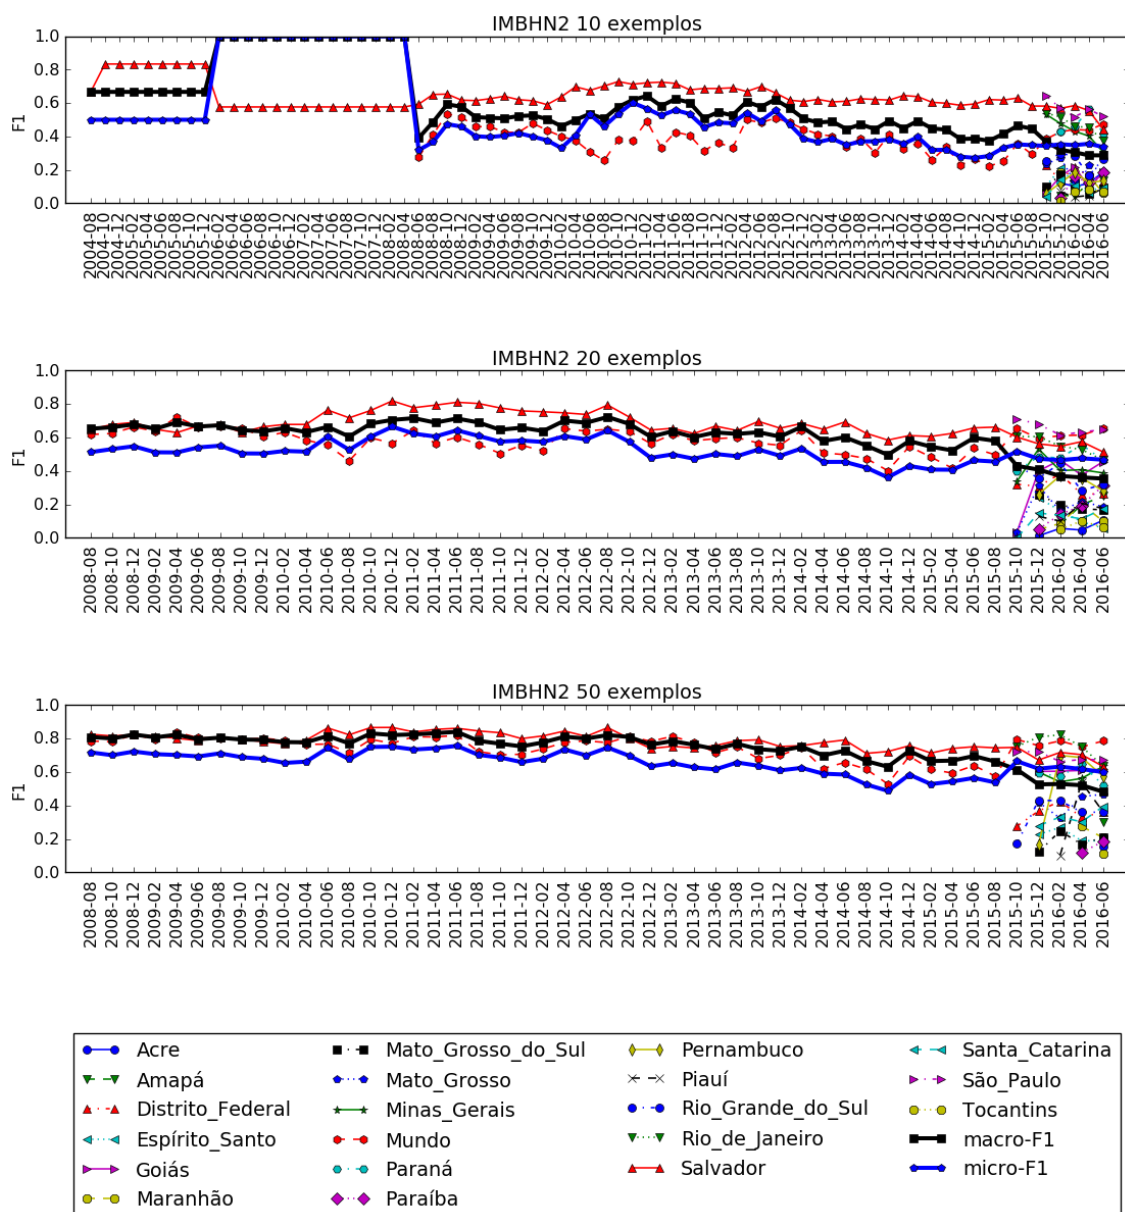 IMBHN2 10 exemplos
F1
1.0
0.8
0.6
0.4
0.2
0.0
2004-08 2004-10 2004-12 2005-02 2005-04 2005-06 2005-08 2005-10 2005-12 2006-02 2006-04 2006-06 2006-08 2006-10 2006-12 2007-02 2007-04 2007-06 2007-08 2007-10 2007-12 2008-02 2008-04 2008-06 2008-08 2008-10 2008-12 2009-02 2009-04 2009-06 2009-08 2009-10 2009-12 2010-02 2010-04 2010-06 2010-08 2010-10 2010-12 2011-02 2011-04 2011-06 2011-08 2011-10 2011-12 2012-02 2012-04 2012-06 2012-08 2012-10 2012-12 2013-02 2013-04 2013-06 2013-08 2013-10 2013-12 2014-02 2014-04 2014-06 2014-08 2014-10 2014-12 2015-02 2015-04 2015-06 2015-08 2015-10 2015-12 2016-02 2016-04 2016-06
IMBHN2 20 exemplos
F1
1.0
0.8
0.6
0.4
0.2
0.0
2008-08 2008-10 2008-12 2009-02 2009-04 2009-06 2009-08 2009-10 2009-12 2010-02 2010-04 2010-06 2010-08 2010-10 2010-12 2011-02 2011-04 2011-06 2011-08 2011-10 2011-12 2012-02 2012-04 2012-06 2012-08 2012-10 2012-12 2013-02 2013-04 2013-06 2013-08 2013-10 2013-12 2014-02 2014-04 2014-06 2014-08 2014-10 2014-12 2015-02 2015-04 2015-06 2015-08 2015-10 2015-12 2016-02 2016-04 2016-06
IMBHN2 50 exemplos
F1
1.0
0.8
0.6
0.4
0.2
0.0
2008-08 2008-10 2008-12 2009-02 2009-04 2009-06 2009-08 2009-10 2009-12 2010-02 2010-04 2010-06 2010-08 2010-10 2010-12 2011-02 2011-04 2011-06 2011-08 2011-10 2011-12 2012-02 2012-04 2012-06 2012-08 2012-10 2012-12 2013-02 2013-04 2013-06 2013-08 2013-10 2013-12 2014-02 2014-04 2014-06 2014-08 2014-10 2014-12 2015-02 2015-04 2015-06 2015-08 2015-10 2015-12 2016-02 2016-04 2016-06
Acre
Amapá
Distrito_Federal
Espírito_Santo
Goiás
Maranhão
Mato_Grosso_do_Sul
Mato_Grosso
Minas_Gerais
Mundo
Paraná
Paraíba
Pernambuco
Piauí
Rio_Grande_do_Sul
Rio_de_Janeiro
Salvador
Santa_Catarina
São_Paulo
Tocantins
macro-F1
micro-F1